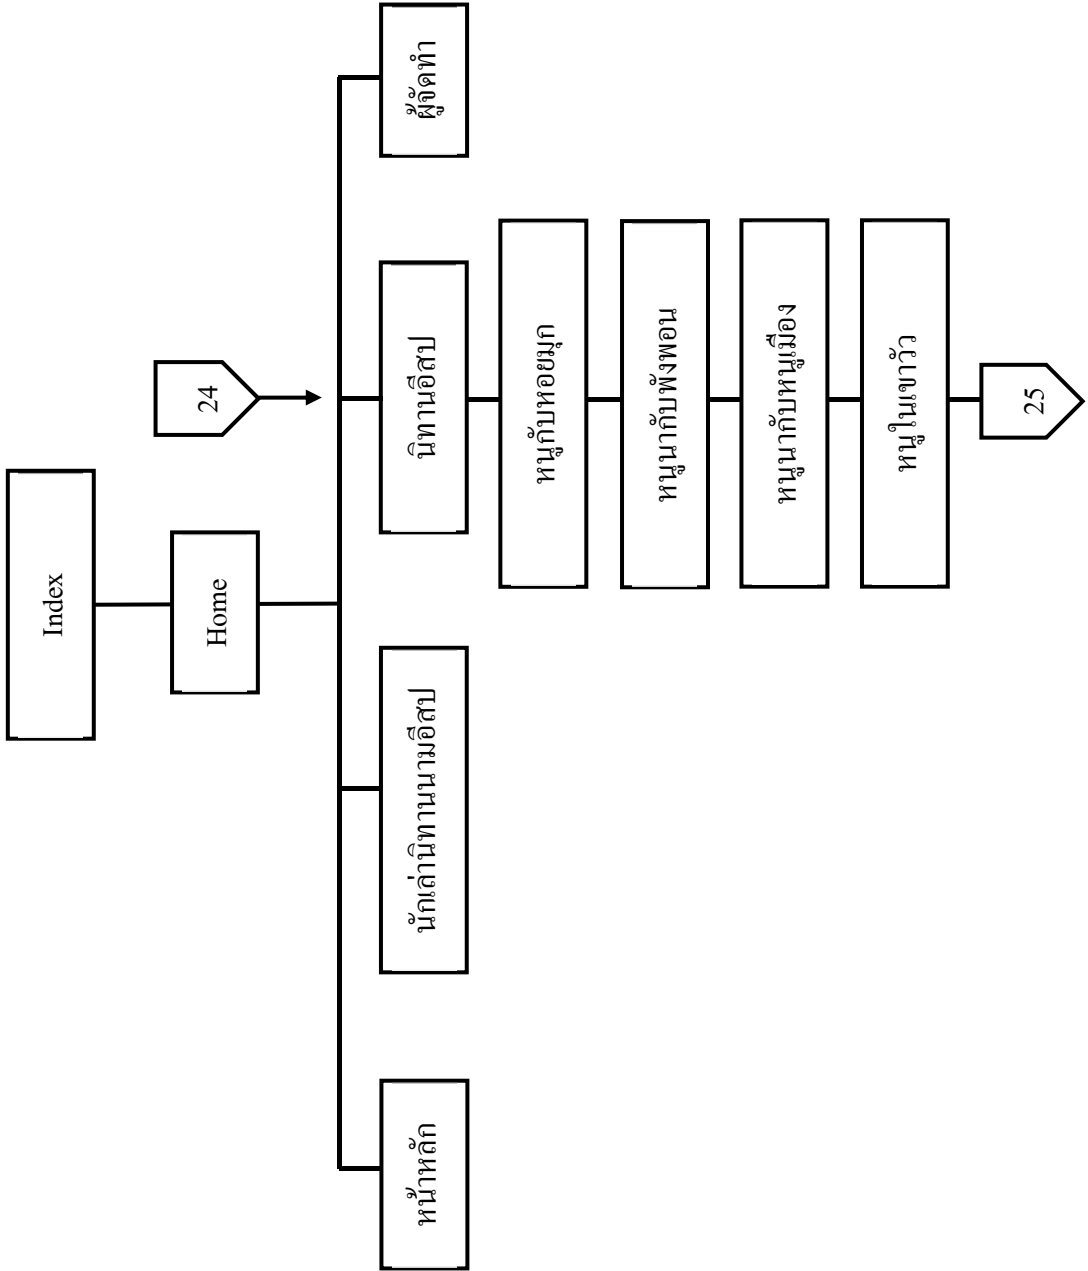 Index
Home
24
หน้าหลัก
นักเล่านิทานนามอีสป
นิทานอีสป
ผู้จัดทำ
หนูกับหอยมุก
หนูนากับพังพอน
หนูนากับหนูเมือง
หนูในเขาวัว
25